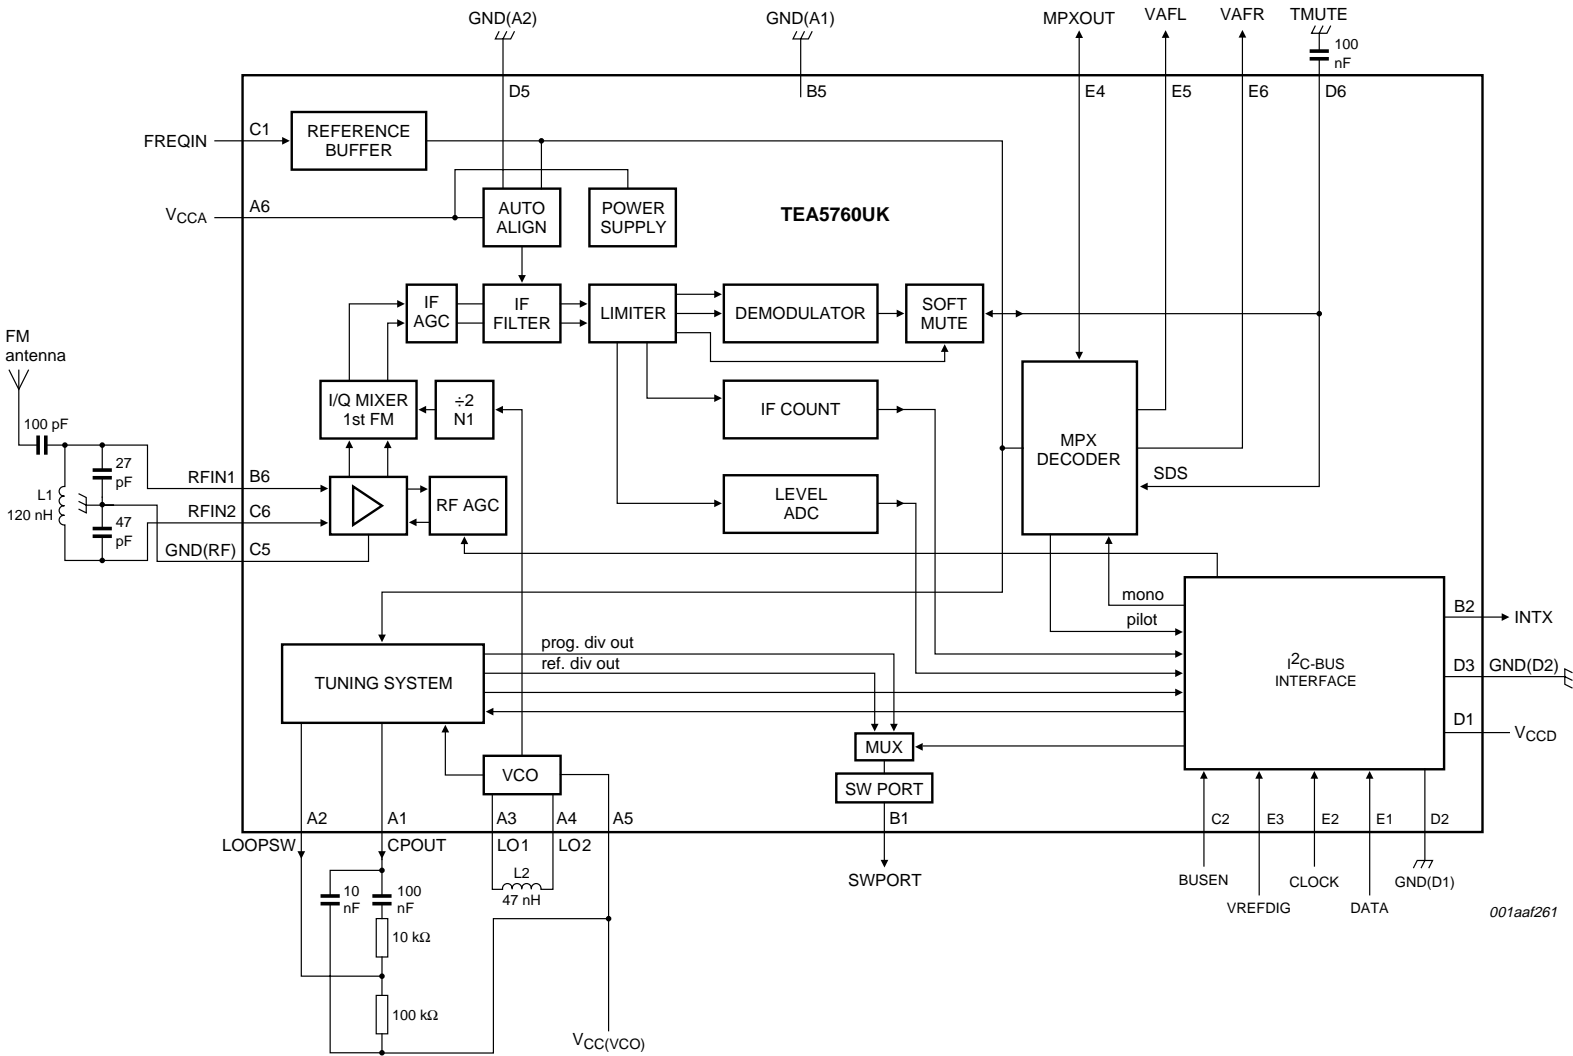 GND(A2)
GND(A1)
MPXOUT
VAFL
VAFR
TMUTE
100
nF
D5
B5
E4
E5
E6
D6
FREQIN
C1
REFERENCE
BUFFER
VCCA
A6
AUTO
ALIGN
POWER
SUPPLY
TEA5760UK
IF
AGC
IF
FILTER
LIMITER
DEMODULATOR
SOFT
MUTE
FM
antenna
I/Q MIXER
1st FM
÷2
N1
IF COUNT
MPX
DECODER
SDS
100 pF
27
pF
L1
120 nH
47
pF
RFIN1
B6
RFIN2
C6
GND(RF)
C5
RF AGC
LEVEL
ADC
mono
pilot
I2C-BUS
INTERFACE
B2
INTX
D3
GND(D2)
D1
VCCD
TUNING SYSTEM
prog. div out
ref. div out
MUX
SW PORT
VCO
A2
A1
A3
A4
A5
B1
C2
E3
E2
E1
D2
LOOPSW
CPOUT
LO1
LO2
L2
47 nH
SWPORT
BUSEN
VREFDIG
CLOCK
DATA
GND(D1)
10
nF
100
nF
10 kΩ
100 kΩ
VCC(VCO)
001aaf261